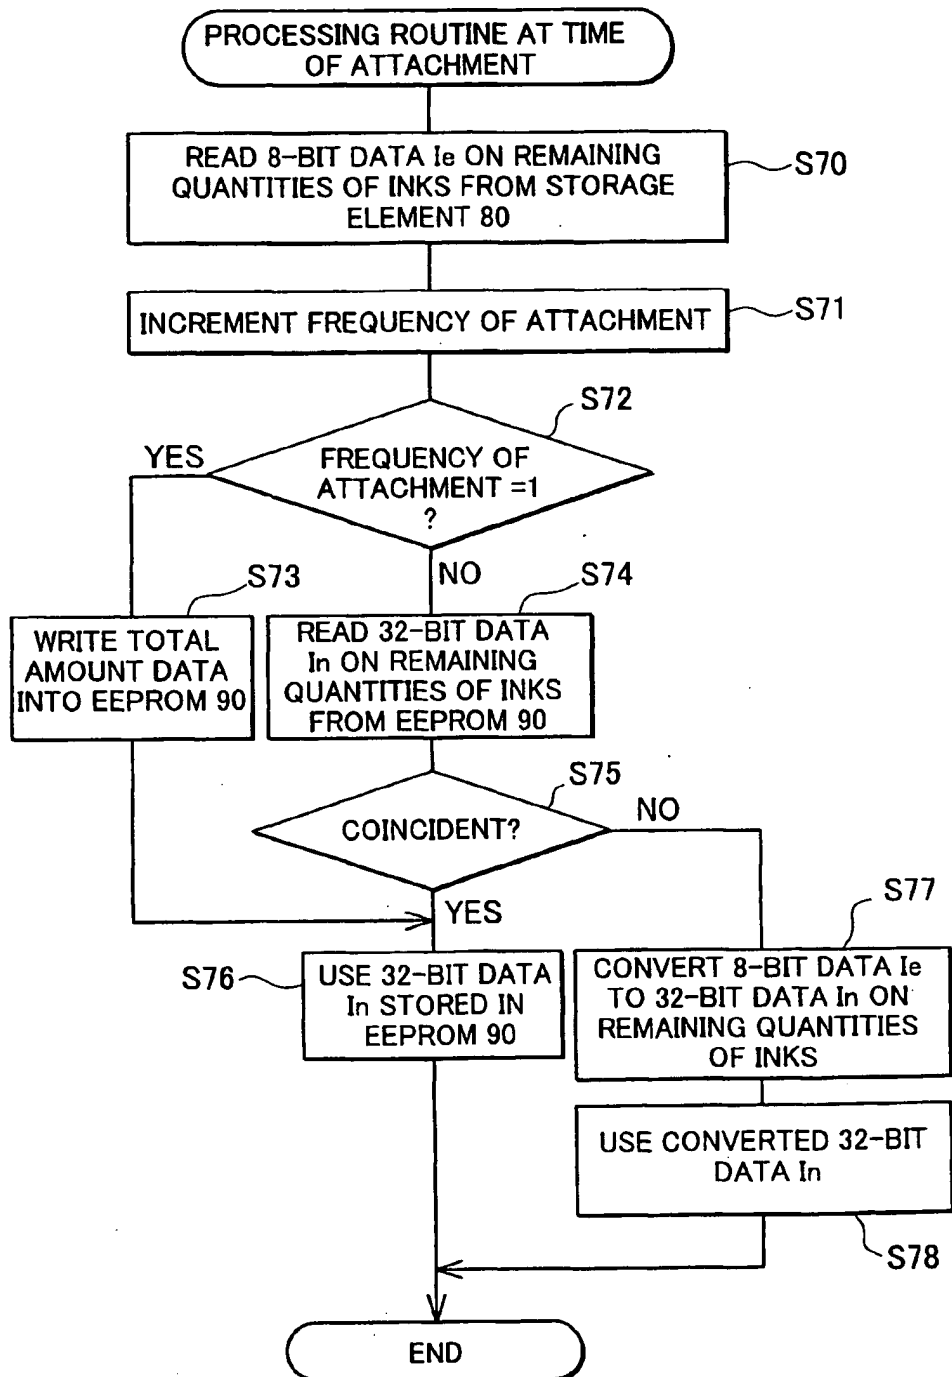 PROCESSING ROUTINE AT TIME
OF ATTACHMENT
READ 8-BIT DATA Ie ON REMAINING
QUANTITIES OF INKS FROM STORAGE
ELEMENT 80
S70
INCREMENT FREQUENCY OF ATTACHMENT
S71
S72
YES
FREQUENCY OF
ATTACHMENT =1
?
NO
S73
WRITE TOTAL
AMOUNT DATA
INTO EEPROM 90
S74
READ 32-BIT DATA
In ON REMAINING
QUANTITIES OF INKS
FROM EEPROM 90
S75
COINCIDENT?
NO
YES
S76
USE 32-BIT DATA
In STORED IN
EEPROM 90
S77
CONVERT 8-BIT DATA Ie
TO 32-BIT DATA In ON
REMAINING QUANTITIES
OF INKS
USE CONVERTED 32-BIT
DATA In
S78
END